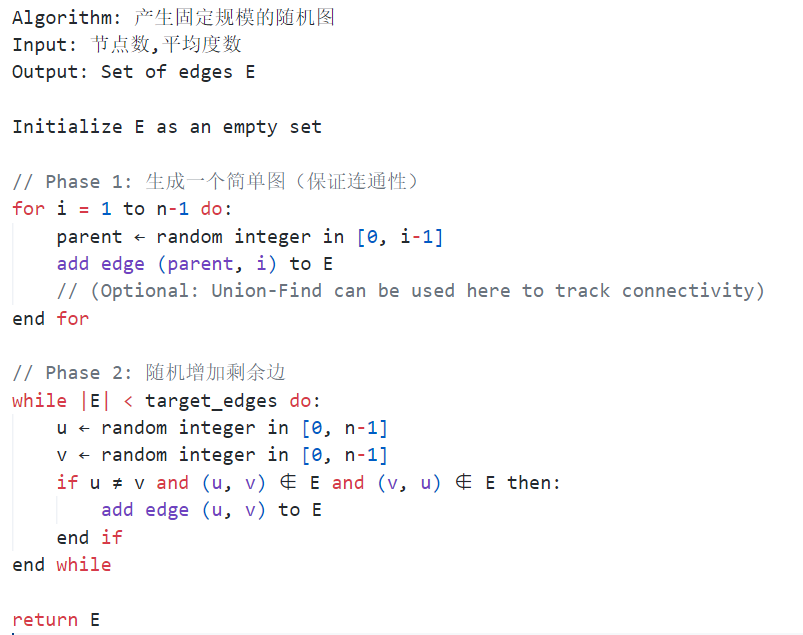 Algorithm: 产生固定规模的随机图
Input: 节点数,平均度数
Output: Set of edges E
Initialize E as an empty set
// Phase 1: 生成一个简单图（保证连通性）
for i = 1 to n-1 do:
parent ← random integer in [0, i-1]
add edge (parent, i) to E
// (Optional: Union-Find can be used here to track connectivity)
end for
// Phase 2: 随机增加剩余边
while |E| < target_edges do:
u ← random integer in [0, n-1]
v ← random integer in [0, n-1]
if u ≠ v and (u, v) ∉ E and (v, u) ∉ E then:
add edge (u, v) to E
end if
end while
return E